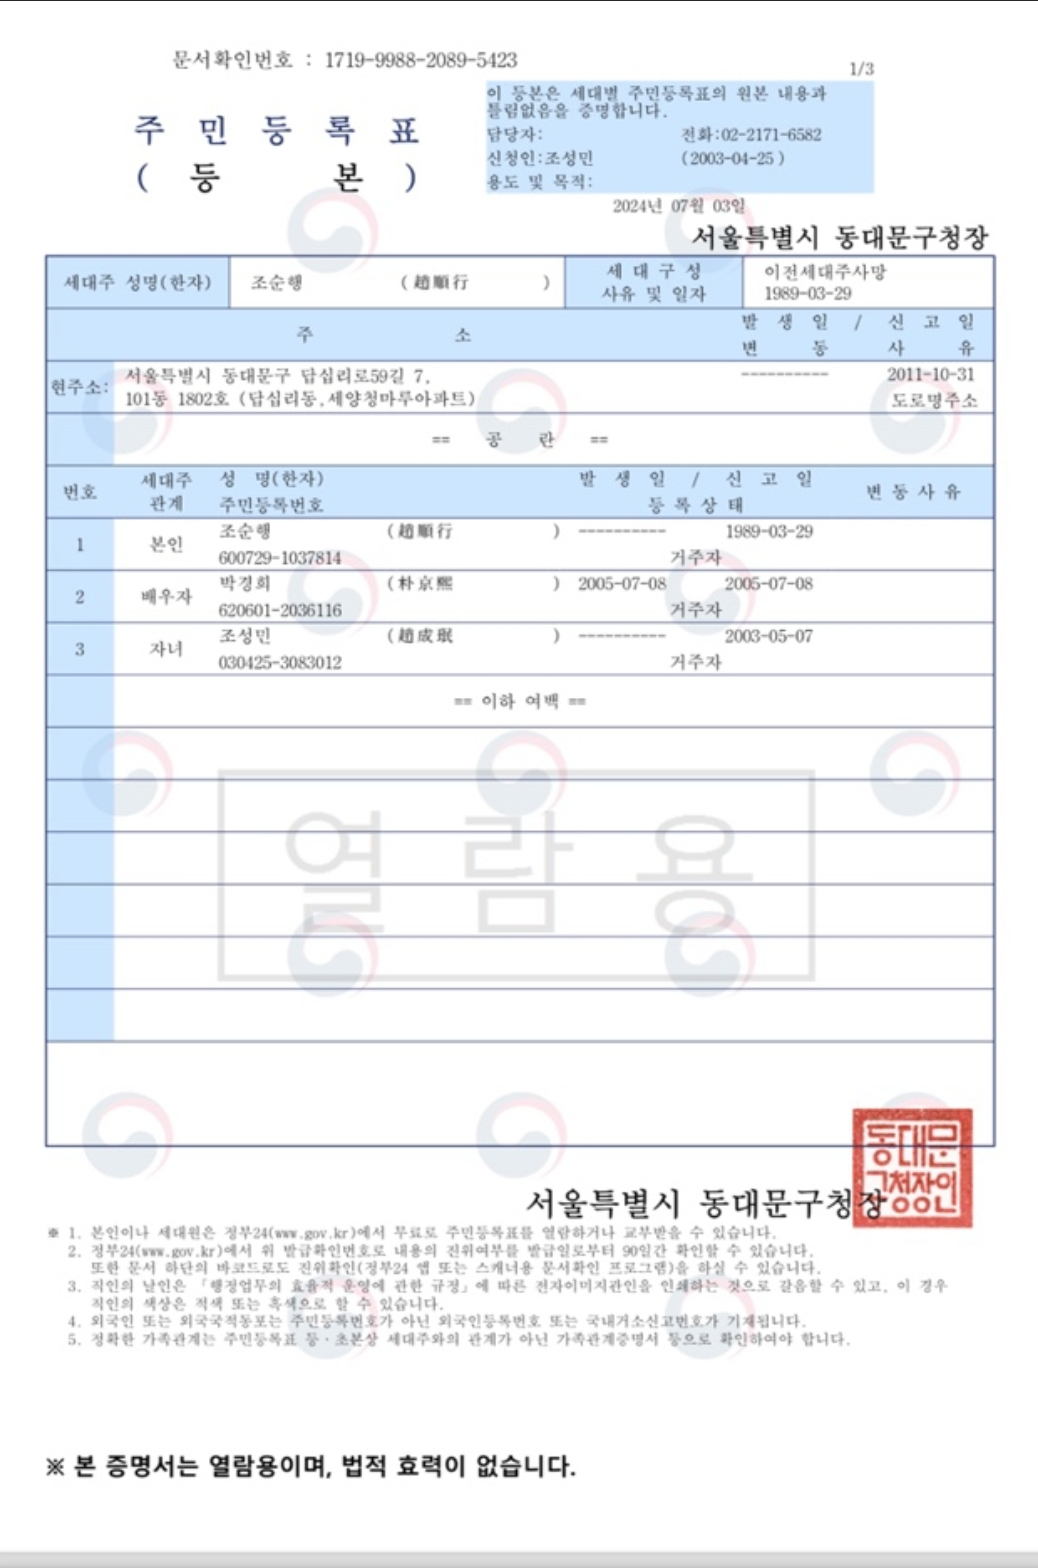 문서확인번호 : 1719-9988-2089-5423
1/3
주 민 등 록 표
( 등 본 )
이 등본은 세대별 주민등록표의 원본 내용과
틀림없음을 증명합니다.
담당자: 전화:02-2171-6582
신청인:조성민 (2003-04-25 )
용도 및 목적:
2024년 07월 03일
서울특별시 동대문구청장
세대주 성명(한자) 조순행 ( 趙順行 ) 세 대 구 성 사유 및 일자 이전세대주사망 1989-03-29
주 소 발 생 일 / 신 고 일
변 동 사 유
현주소: 서울특별시 동대문구 답십리로59길 7, ---------- 2011-10-31
101동 1802호 (답십리동,세양청마루아파트) 도로명주소
== 공 란 ==
번호 세대주 관계 성 명(한자) 주민등록번호 발 생 일 / 신 고 일 등 록 상 태 변 동 사 유
1 본인 조순행 ( 趙順行 ) ---------- 1989-03-29
600729-1037814 거주자
2 배우자 박경희 ( 朴京熙 ) 2005-07-08 2005-07-08
620601-2036116 거주자
3 자녀 조성민 ( 趙成珉 ) ---------- 2003-05-07
030425-3083012 거주자
== 이하 여백 ==
열 람 용
동대문
구청장인
서울특별시 동대문구청장
※ 1. 본인이나 세대원은 정부24(www.gov.kr)에서 무료로 주민등록표를 열람하거나 교부받을 수 있습니다.
2. 정부24(www.gov.kr)에서 위 발급확인번호로 내용의 진위여부를 발급일로부터 90일간 확인할 수 있습니다.
또한 문서 하단의 바코드로도 진위확인(정부24 앱 또는 스캐너용 문서확인 프로그램)을 하실 수 있습니다.
3. 직인의 날인은 「행정업무의 효율적 운영에 관한 규정」에 따른 전자이미지관인을 인쇄하는 것으로 갈음할 수 있고, 이 경우
직인의 색상은 적색 또는 흑색으로 할 수 있습니다.
4. 외국인 또는 외국국적동포는 주민등록번호가 아닌 외국인등록번호 또는 국내거소신고번호가 기재됩니다.
5. 정확한 가족관계는 주민등록표 등·초본상 세대주와의 관계가 아닌 가족관계증명서 등으로 확인하여야 합니다.
※ 본 증명서는 열람용이며, 법적 효력이 없습니다.